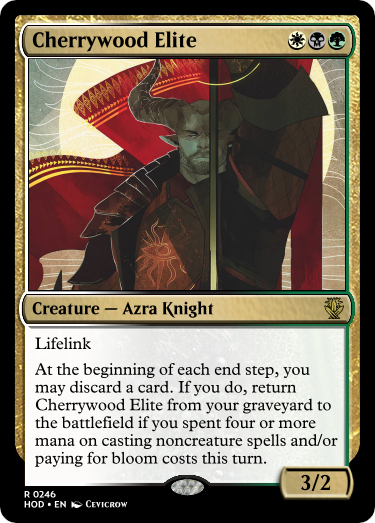 Cherrywood Elite
Creature — Azra Knight
Lifelink
At the beginning of each end step, you
may discard a card. If you do, return
Cherrywood Elite from your graveyard to
the battlefield if you spent four or more
mana on casting noncreature spells and/or
paying for bloom costs this turn.
3/2
R 0246
HOD • EN Cevicrow